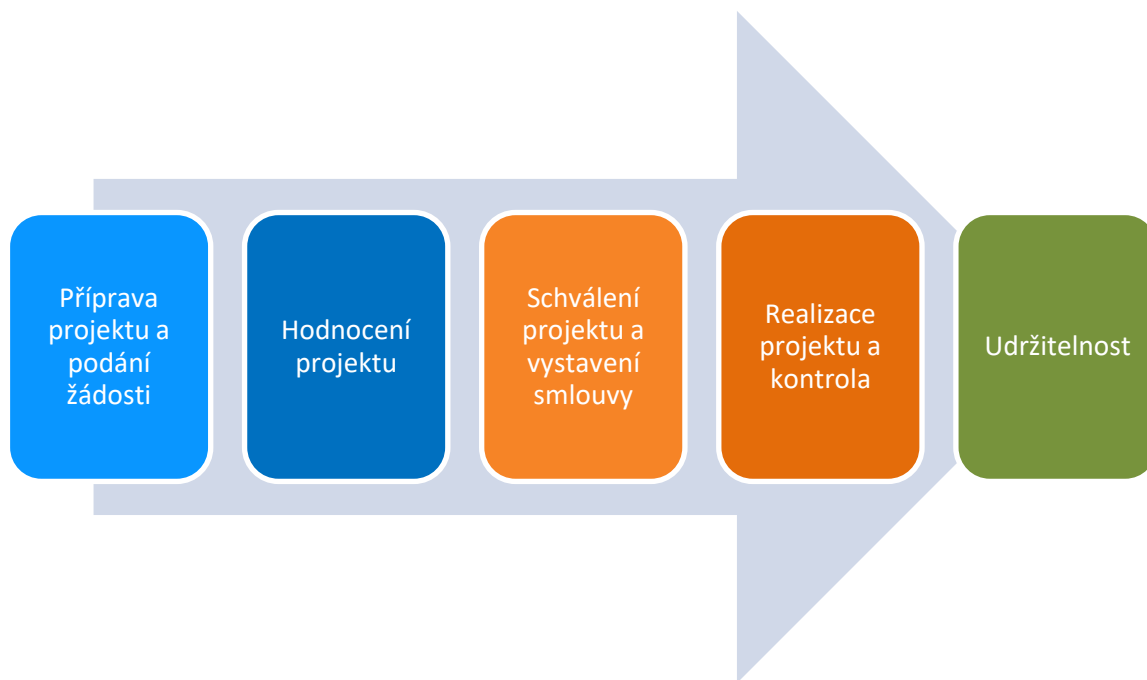 Příprava
projektu a
podání
žádosti
Hodnocení
projektu
Schválení
projektu a
vystavení
smlouvy
Realizace
projektu a
kontrola
Udržitelnost